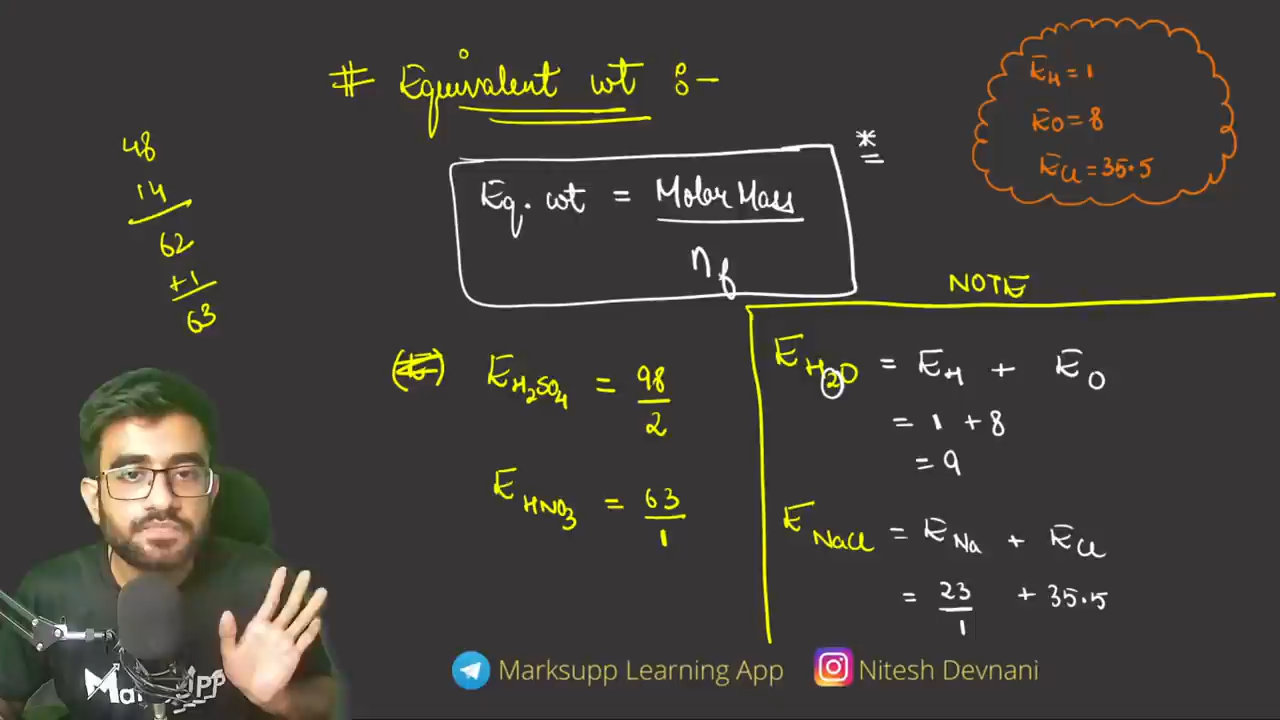 # Equivalent wt :-
48
14
62
+1
63
Eq. wt = Molar Mass / nf
*
EH = 1
EO = 8
ECl = 35.5
NOTE
EH2SO4 = 98/2
EHNO3 = 63/1
EH2O = EH + EO
= 1 + 8
= 9
ENaCl = ENa + ECl
= 23/1 + 35.5
Marksupp Learning App
Nitesh Devnani